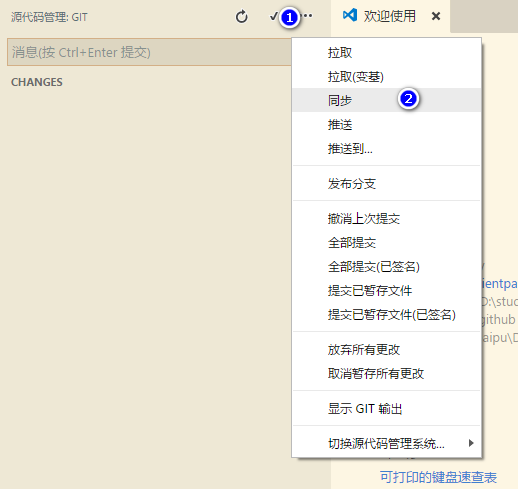 源代码管理: GIT
1
欢迎使用
消息(按 Ctrl+Enter 提交)
CHANGES
拉取
拉取(变基)
同步
2
推送
推送到...
发布分支
撤消上次提交
全部提交
全部提交(已签名)
提交已暂存文件
提交已暂存文件(已签名)
放弃所有更改
取消暂存所有更改
显示 GIT 输出
切换源代码管理系统...
y
ientpa
D:\stud
github
aipu\D
可打印的键盘速查表